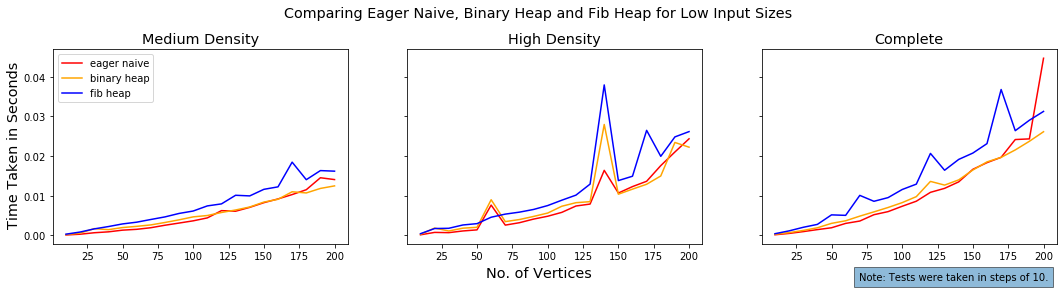 Comparing Eager Naive, Binary Heap and Fib Heap for Low Input Sizes
Medium Density
High Density
Complete
Time Taken in Seconds
0.04
0.03
0.02
0.01
0.00
eager naive
binary heap
fib heap
25 50 75 100 125 150 175 200
25 50 75 100 125 150 175 200
25 50 75 100 125 150 175 200
No. of Vertices
Note: Tests were taken in steps of 10.